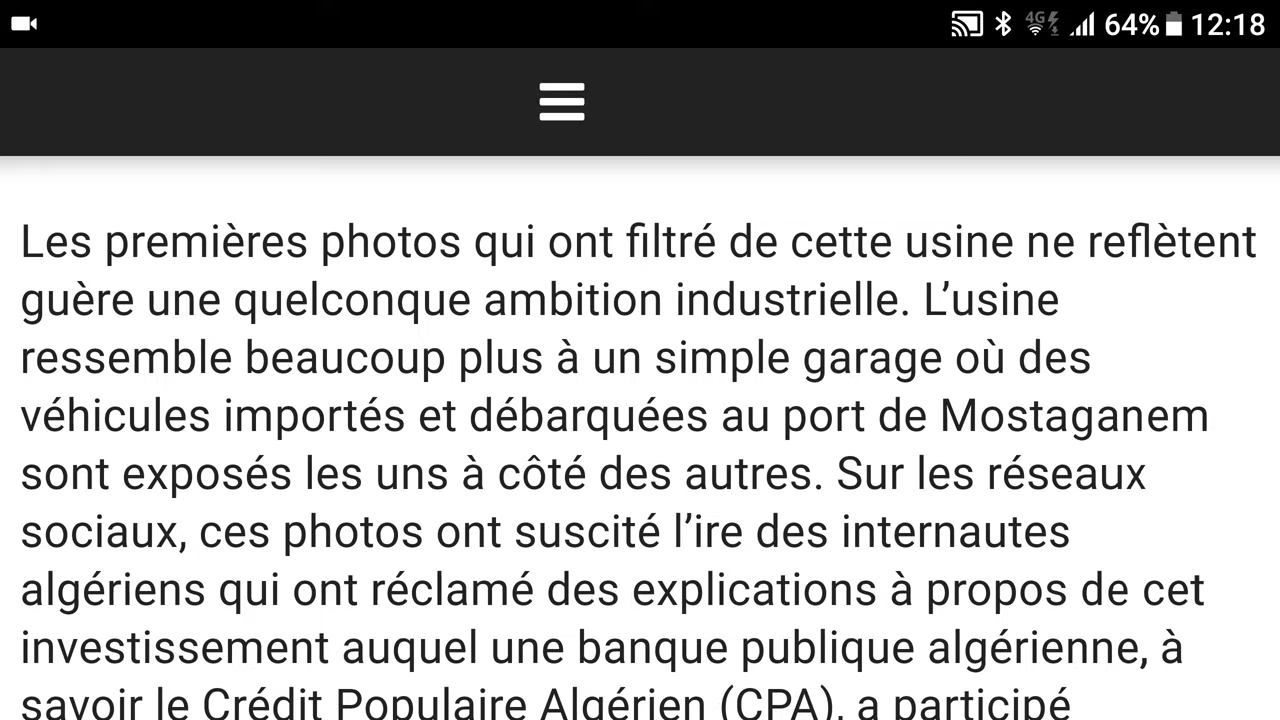 4G 64% 12:18
Les premières photos qui ont filtré de cette usine ne reflètent
guère une quelconque ambition industrielle. L’usine
ressemble beaucoup plus à un simple garage où des
véhicules importés et débarquées au port de Mostaganem
sont exposés les uns à côté des autres. Sur les réseaux
sociaux, ces photos ont suscité l’ire des internautes
algériens qui ont réclamé des explications à propos de cet
investissement auquel une banque publique algérienne, à
savoir le Crédit Populaire Algérien (CPA), a participé